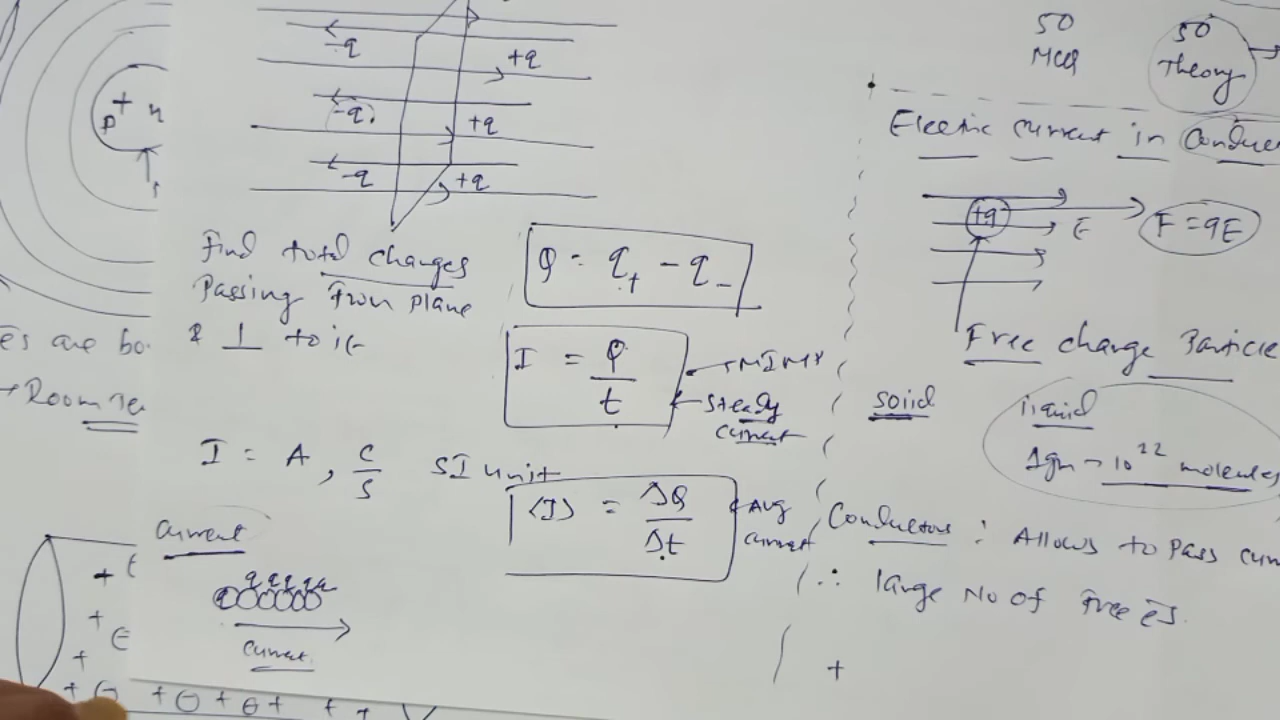 -q
+q
-q
+q
-q
+q
Find total charges
Passing From plane
& ⊥ to it
Q = q+ - q-
I = Q/t
Steady
current
I = A, C/S SI unit
<I> = ΔQ/Δt
Avg
current
Current
q q q q q
Current
+
P
es are bo
Room Te
+
+ E
+
+ ⊖ + ⊖ + ⊖ + + +
50
MCQ
50
Theory
Electric current in Conduc
+q
E
F = qE
Free charge Particle
Solid
liquid
1gm → 10²² molecules
Conductors : Allows to Pass curr
∴ large No of Free es.
+